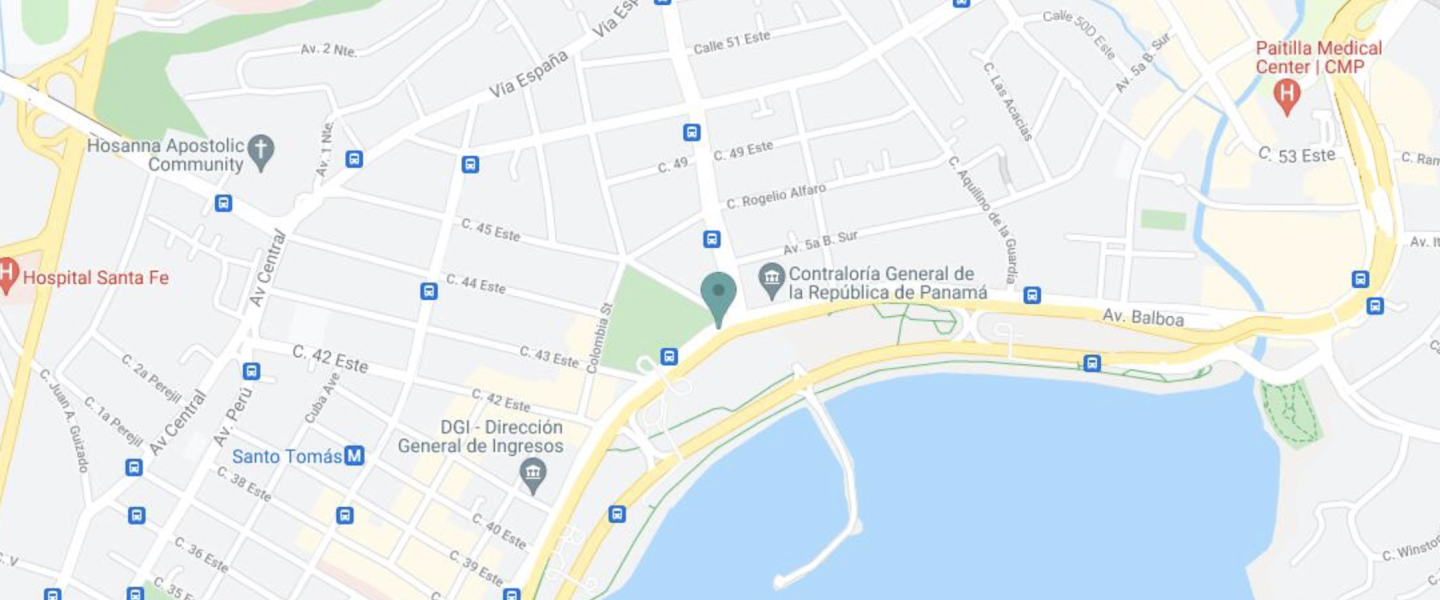 Vía España
Calle 51 Este
Calle 50D Este
Av. 5a B. Sur
Paitilla Medical
Center | CMP
H
Av. 2 Nte.
Vía España
C. Las Acacias
Hosanna Apostolic
Community
Av. 1 Nte.
C. 49
C. 49 Este
C. 53 Este
C. Rogelio Alfaro
C. Aquilino de la Guardia
C. 45 Este
Av. 5a B. Sur
H
Hospital Santa Fe
Av Central
C. 44 Este
Contraloría General de
la República de Panamá
Av. Balboa
Colombia St
C. 43 Este
C. 42 Este
C. 2a Perejil
Cuba Ave
C. 42 Este
C. Juan A. Guizado
C. 1a Perejil
Av Central
Av. Perú
DGI - Dirección
General de Ingresos
Santo Tomás
M
C. 38 Este
C. 40 Este
C. 36 Este
C. 39 Este
C. 35